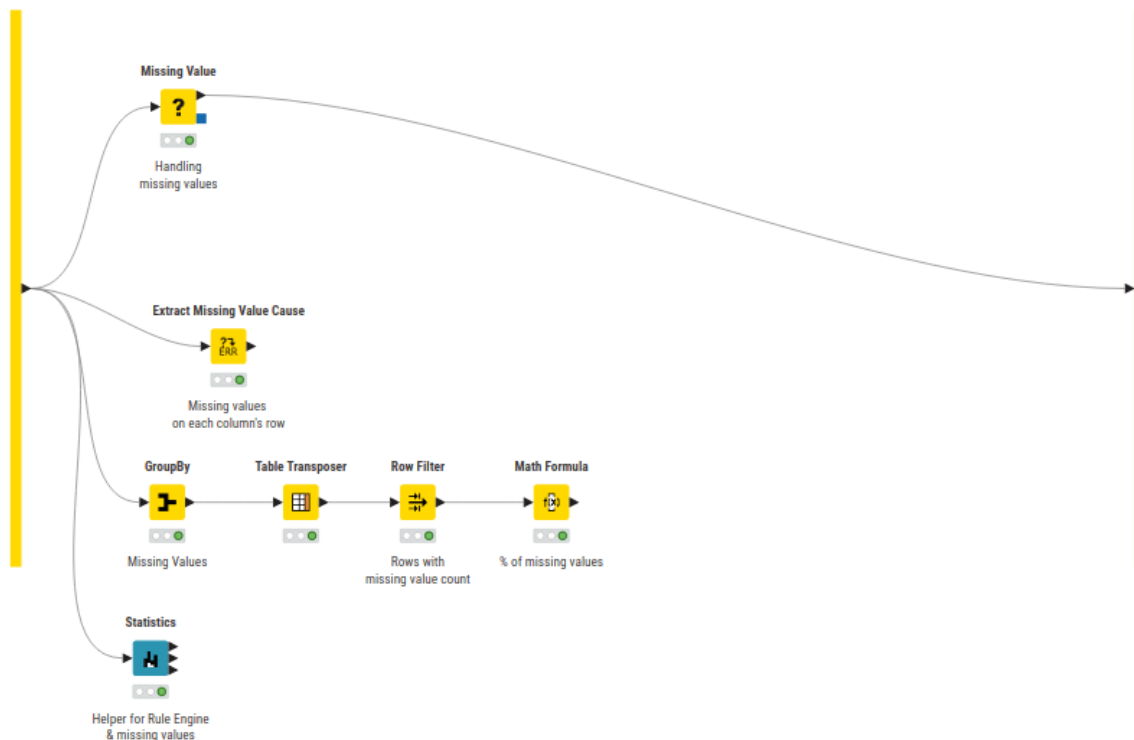 Missing Value
?
Handling
missing values
Extract Missing Value Cause
?
ERR
Missing values
on each column's row
GroupBy
Table Transposer
Row Filter
Math Formula
f(x)
Missing Values
Rows with
missing value count
% of missing values
Statistics
Helper for Rule Engine
& missing values